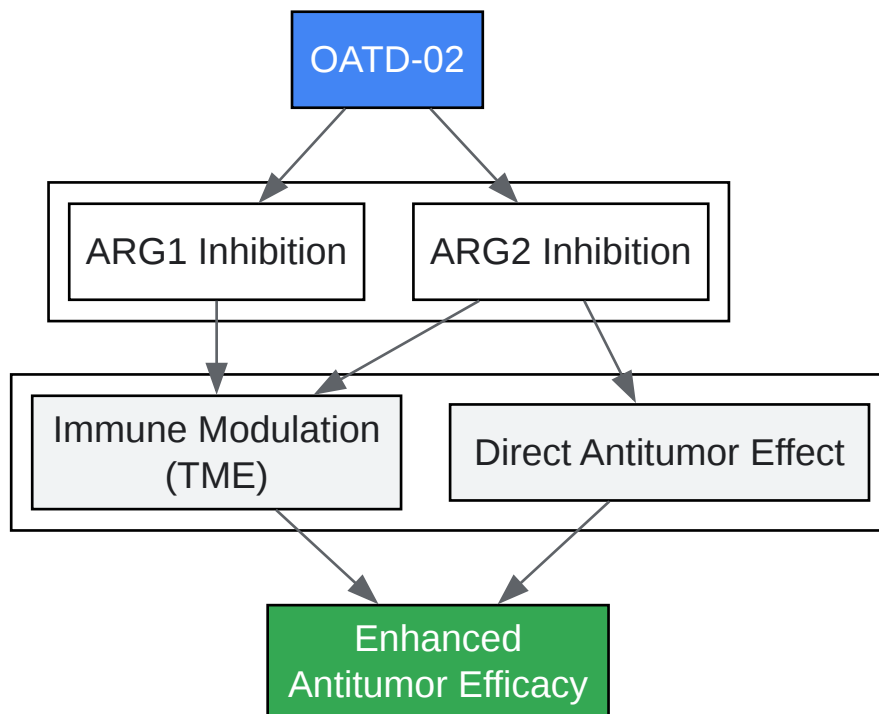 OATD-02
ARG1 Inhibition
ARG2 Inhibition
Immune Modulation
(TME)
Direct Antitumor Effect
Enhanced
Antitumor Efficacy